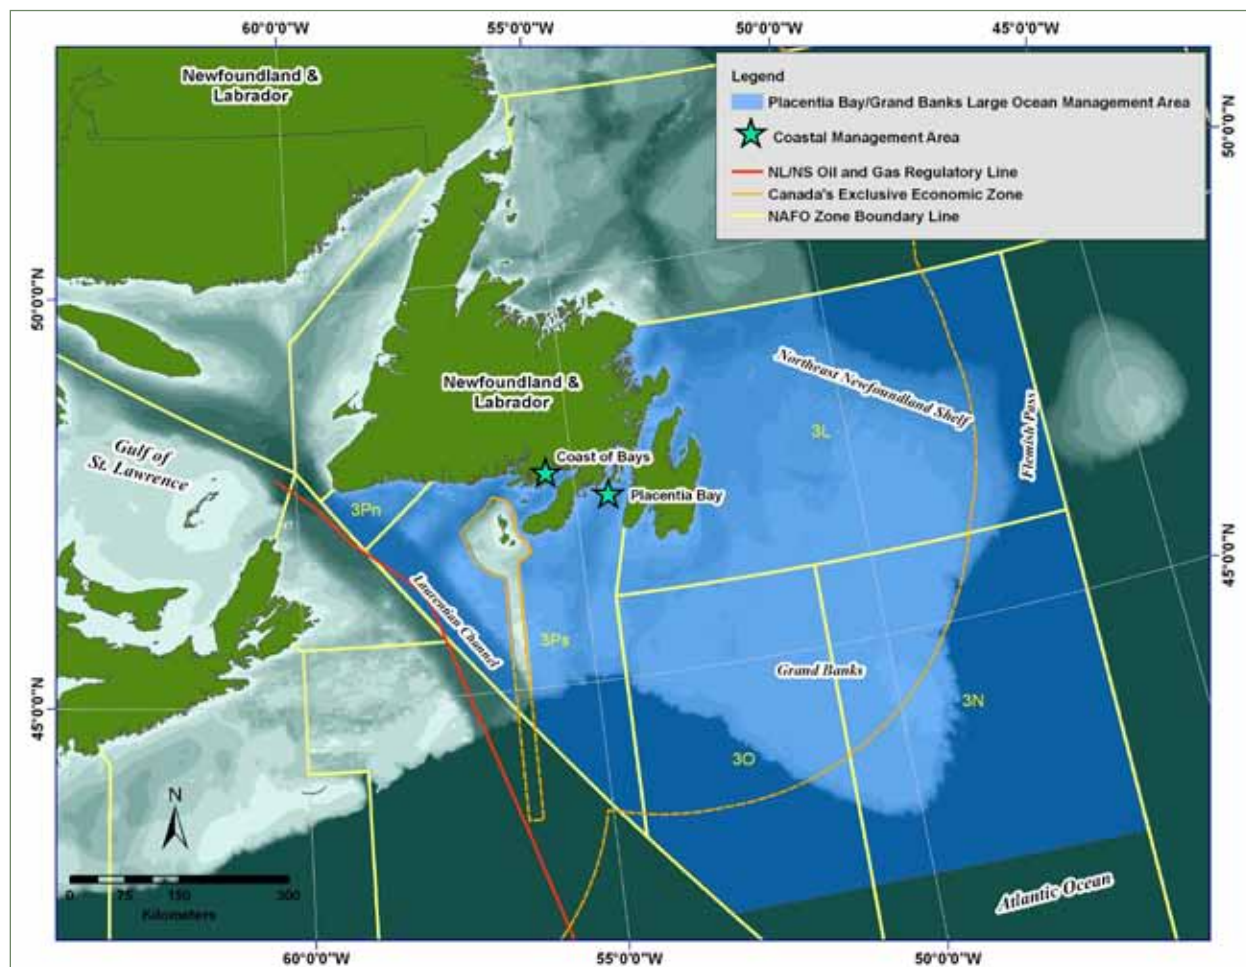 60°0'0"W
55°0'0"W
50°0'0"W
45°0'0"W
Newfoundland &
Labrador
Legend
Placentia Bay/Grand Banks Large Ocean Management Area
Coastal Management Area
NL/NS Oil and Gas Regulatory Line
Canada's Exclusive Economic Zone
NAFO Zone Boundary Line
50°0'0"N
50°0'0"N
Northeast Newfoundland Shelf
Newfoundland &
Labrador
3L
Flemish Pass
Gulf of
St. Lawrence
Coast of Bays
Placentia Bay
3Pn
45°0'0"N
Laurentian Channel
3Ps
Grand Banks
3N
45°0'0"N
3O
N
0 75 150 300
Kilometers
Atlantic Ocean
60°0'0"W
55°0'0"W
50°0'0"W